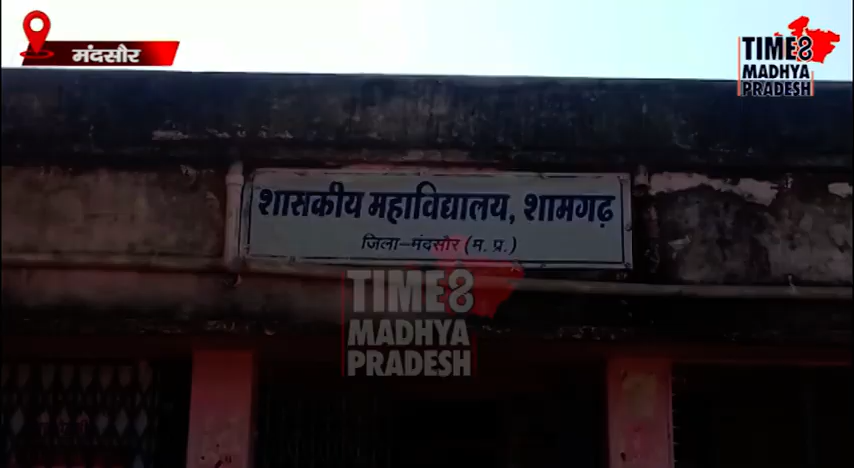 मंदसौर
TIME8
MADHYA
PRADESH
शासकीय महाविद्यालय, शामगढ़
जिला-मंदसौर (म. प्र.)
TIME8
MADHYA
PRADESH